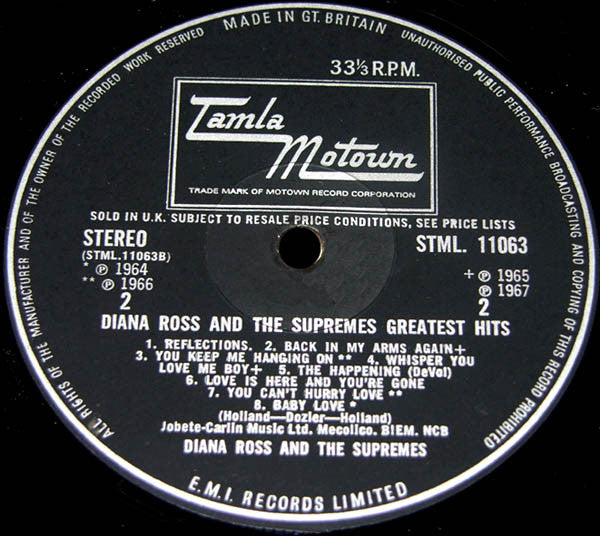 MADE IN GT. BRITAIN
UNAUTHORISED PUBLIC PERFORMANCE BROADCASTING AND COPYING OF THIS RECORD PROHIBITED
ALL RIGHTS OF THE MANUFACTURER AND OF THE OWNER OF THE RECORDED WORK RESERVED
33⅓ R.P.M.
Tamla
Motown
TRADE MARK OF MOTOWN RECORD CORPORATION
SOLD IN U.K. SUBJECT TO RESALE PRICE CONDITIONS, SEE PRICE LISTS
STEREO
(STML.11063B)
* ℗ 1964
** ℗ 1966
2
STML. 11063
+ ℗ 1965
℗ 1967
2
DIANA ROSS AND THE SUPREMES GREATEST HITS
1. REFLECTIONS. 2. BACK IN MY ARMS AGAIN+
3. YOU KEEP ME HANGING ON ** 4. WHISPER YOU
LOVE ME BOY+ 5. THE HAPPENING (DeVol)
6. LOVE IS HERE AND YOU'RE GONE
7. YOU CAN'T HURRY LOVE **
8. BABY LOVE *
(Holland—Dozier—Holland)
Jobete-Carlin Music Ltd. Mecolico. BIEM. NCB
DIANA ROSS AND THE SUPREMES
E.M.I. RECORDS LIMITED